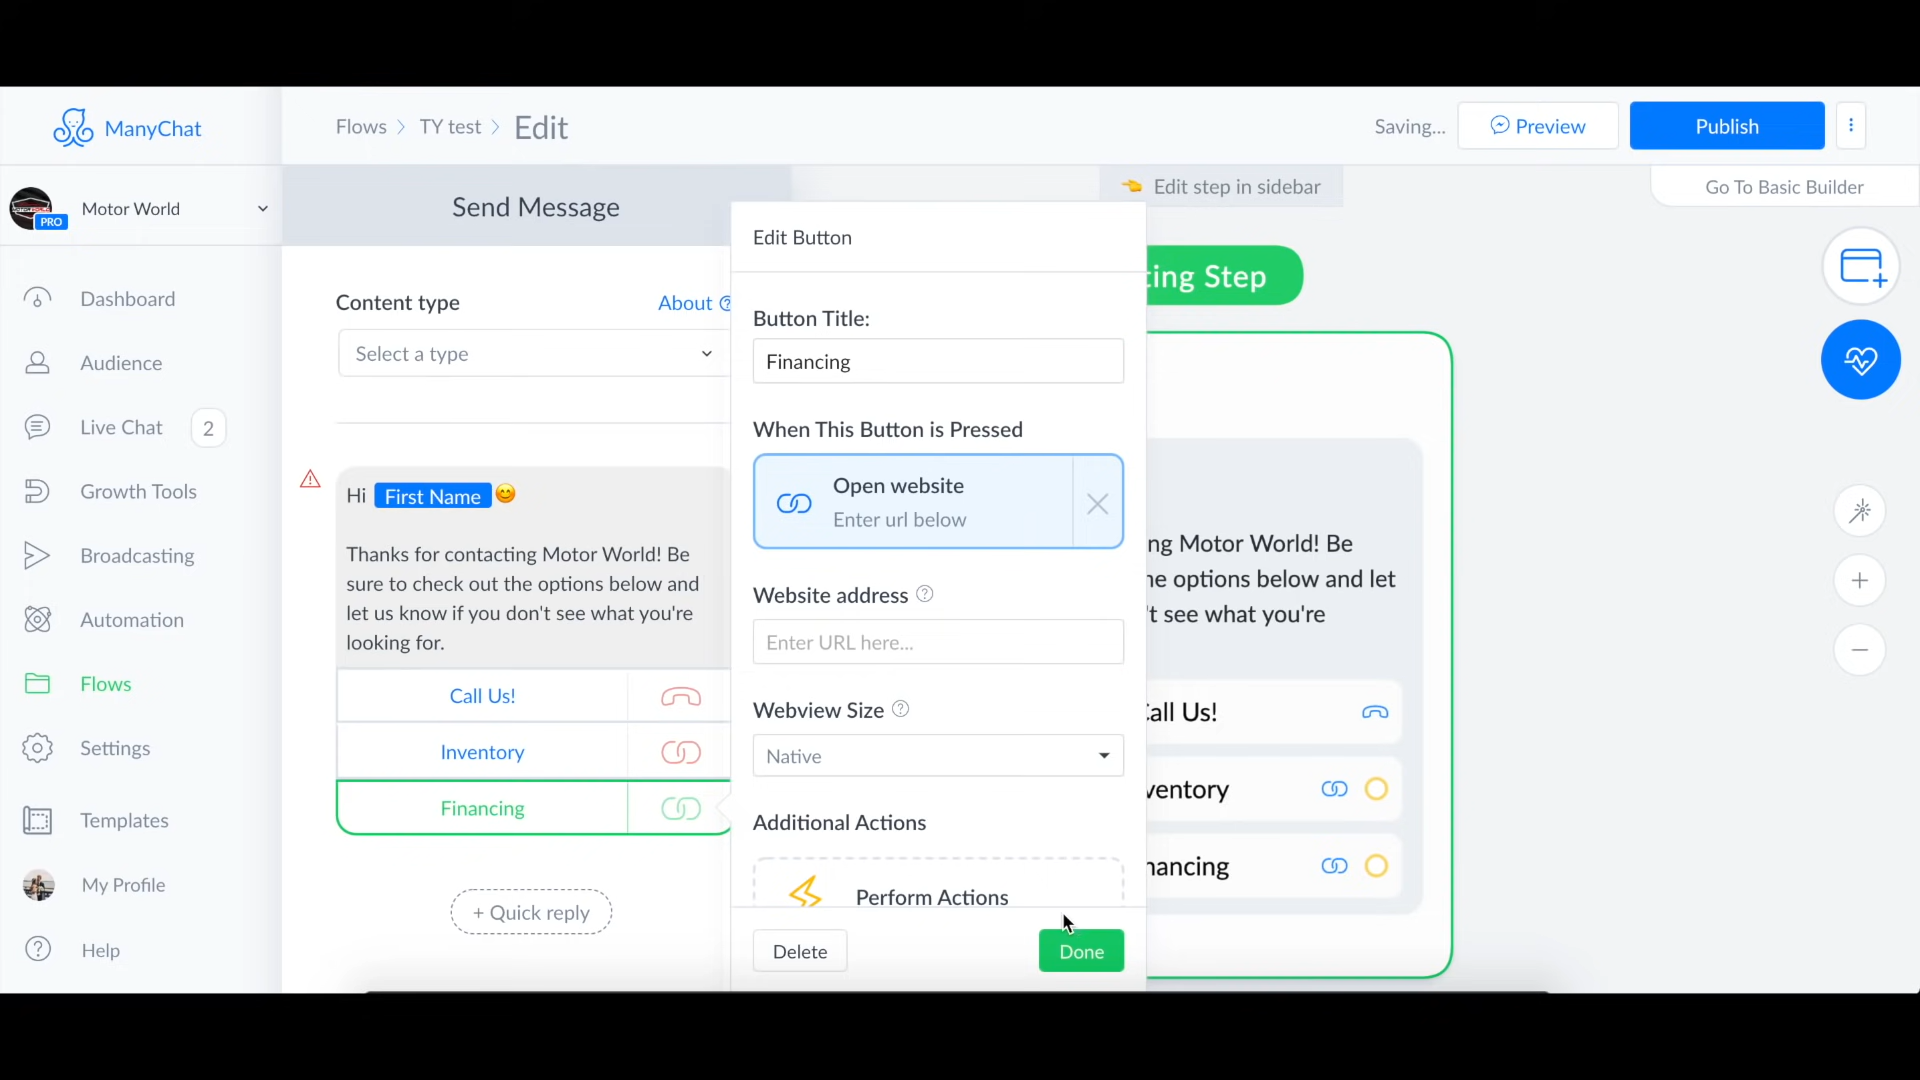 ManyChat
Flows
TY test
Edit
Saving...
Preview
Publish
PRO
Motor World
Send Message
Edit step in sidebar
Go To Basic Builder
Dashboard
Audience
Live Chat
2
Growth Tools
Broadcasting
Automation
Flows
Settings
Templates
My Profile
Help
Content type
About
Select a type
Hi First Name
Thanks for contacting Motor World! Be
sure to check out the options below and
let us know if you don't see what you're
looking for.
Call Us!
Inventory
Financing
+ Quick reply
Edit Button
Button Title:
Financing
When This Button is Pressed
Open website
Enter url below
Website address
Enter URL here...
Webview Size
Native
Additional Actions
Perform Actions
Delete
Done
ing Step
ng Motor World! Be
e options below and let
't see what you're
all Us!
ventory
nancing